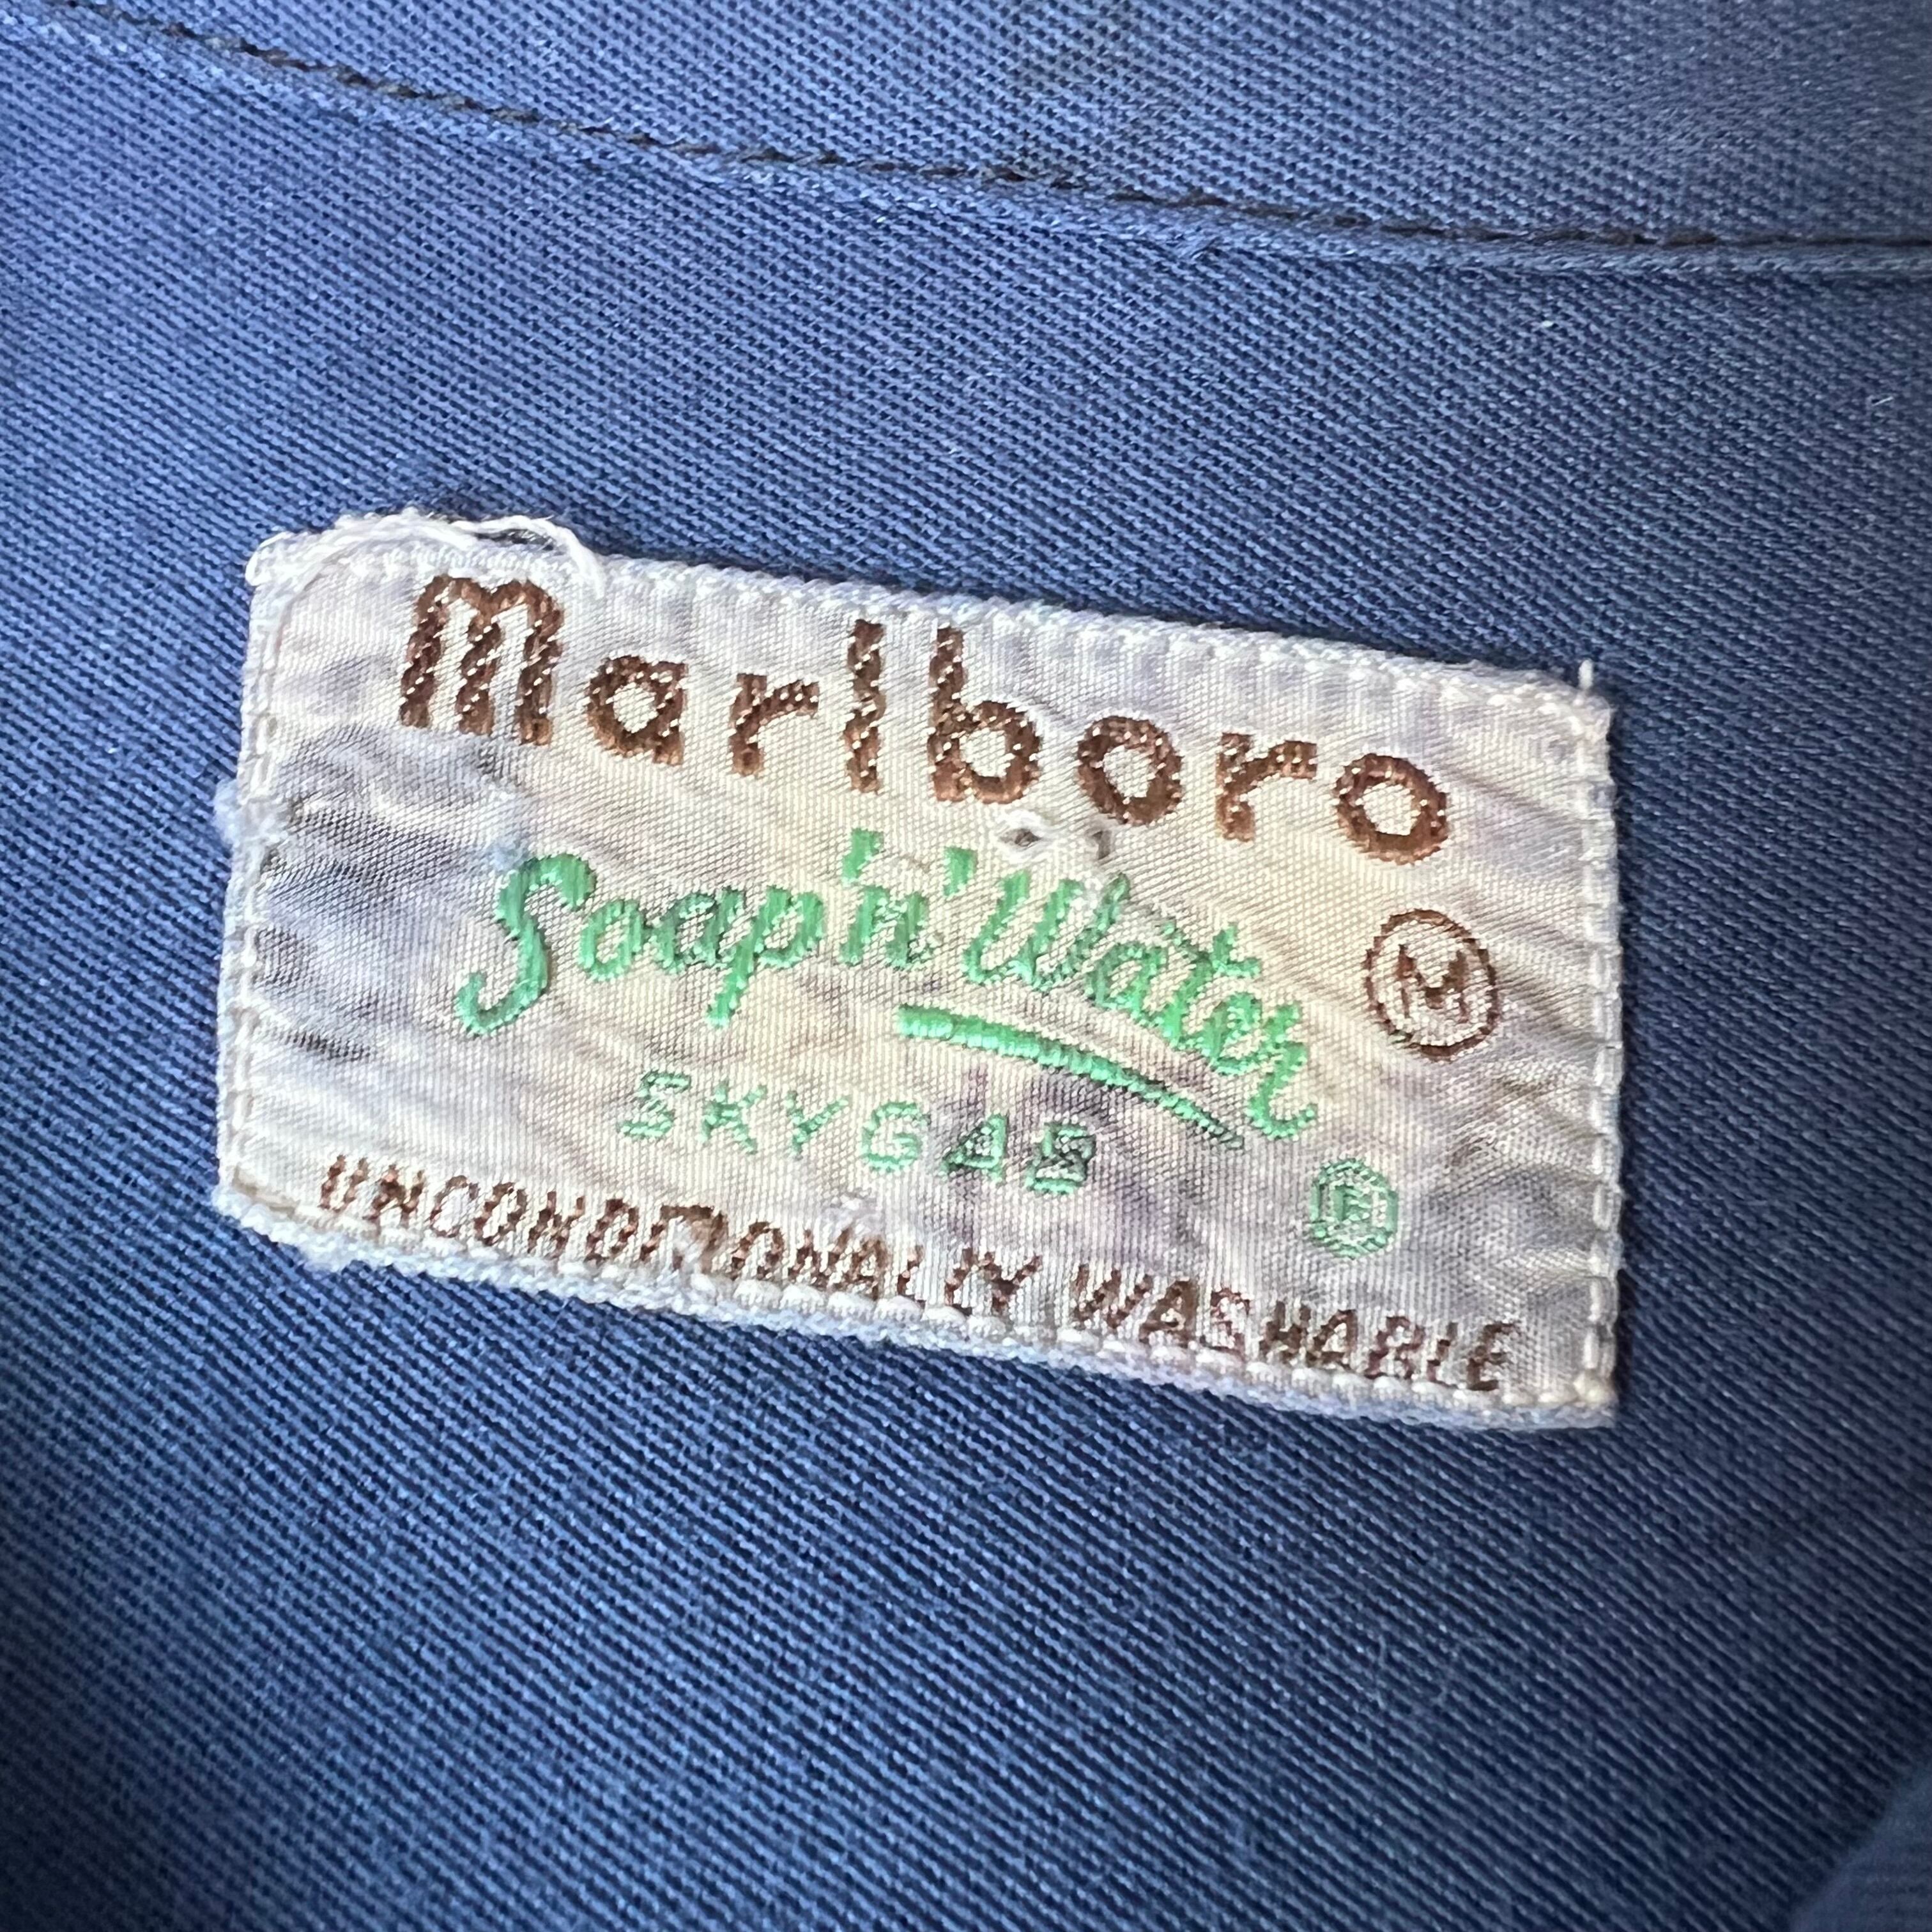 Marlboro
Soap 'n' Water
M
SKYGAB
R
UNCONDITIONALLY WASHABLE